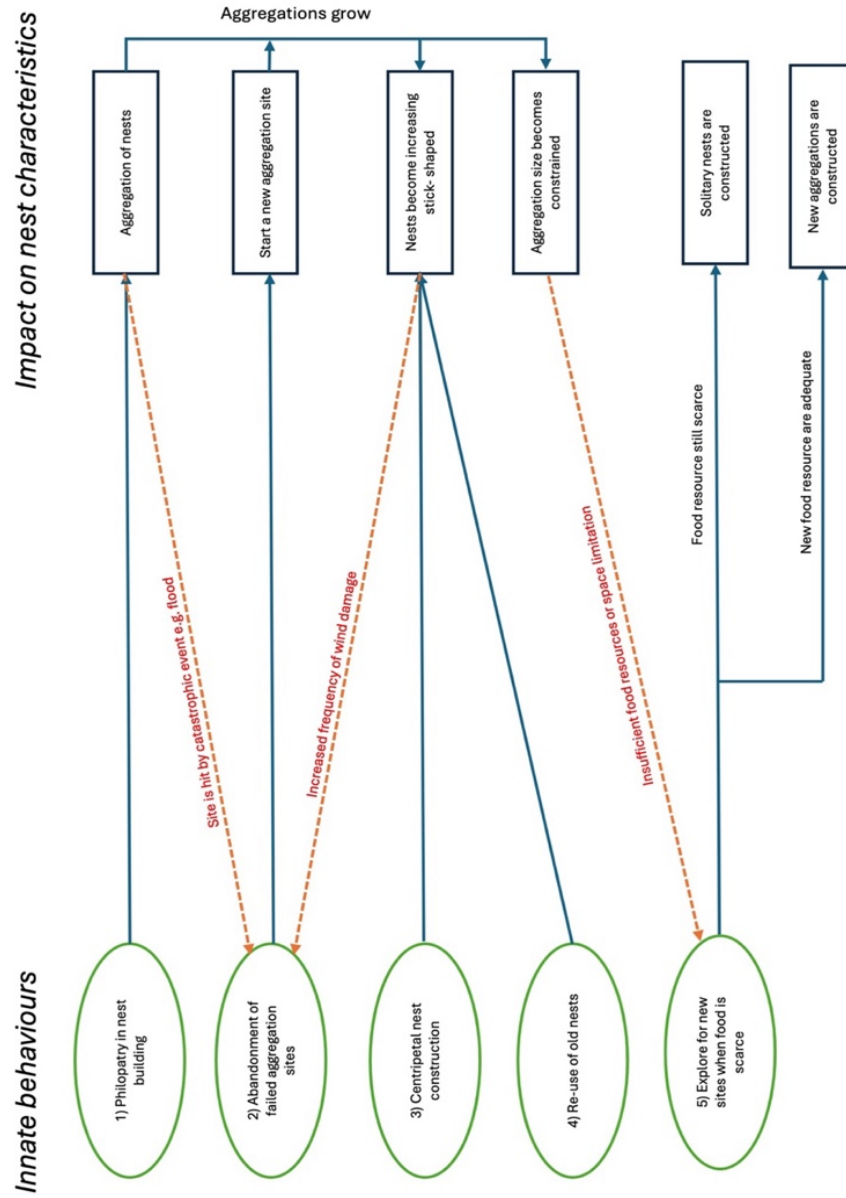 Innate behaviours
Impact on nest characteristics
1) Philopatry in nest
building
2) Abandonment of
failed aggregation
sites
3) Centripetal nest
construction
4) Re-use of old nests
5) Explore for new
sites when food is
scarce
Site is hit by catastrophic event e.g. flood
Increased frequency of wind damage
Insufficient food resources or space limitation
Food resource still scarce
New food resource are adequate
Aggregation of nests
Start a new aggregation site
Nests become increasing
stick- shaped
Aggregation size becomes
constrained
Solitary nests are
constructed
New aggregations are
constructed
Aggregations grow